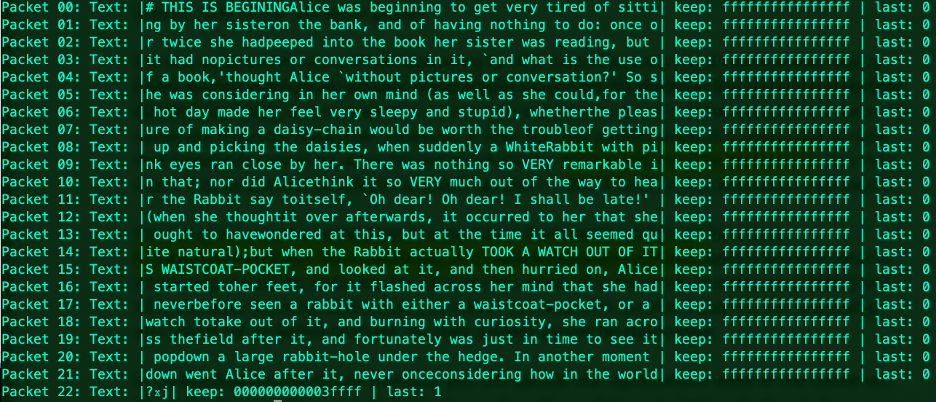 Packet 00: Text: |# THIS IS BEGININGAlice was beginning to get very tired of sitti| keep: ffffffffffffffff | last: 0
Packet 01: Text: |ng by her sisteron the bank, and of having nothing to do: once o| keep: ffffffffffffffff | last: 0
Packet 02: Text: |r twice she hadpeeped into the book her sister was reading, but | keep: ffffffffffffffff | last: 0
Packet 03: Text: |it had nopictures or conversations in it, `and what is the use o| keep: ffffffffffffffff | last: 0
Packet 04: Text: |f a book,'thought Alice `without pictures or conversation?' So s| keep: ffffffffffffffff | last: 0
Packet 05: Text: |he was considering in her own mind (as well as she could,for the| keep: ffffffffffffffff | last: 0
Packet 06: Text: | hot day made her feel very sleepy and stupid), whetherthe pleas| keep: ffffffffffffffff | last: 0
Packet 07: Text: |ure of making a daisy-chain would be worth the troubleof getting| keep: ffffffffffffffff | last: 0
Packet 08: Text: | up and picking the daisies, when suddenly a WhiteRabbit with pi| keep: ffffffffffffffff | last: 0
Packet 09: Text: |nk eyes ran close by her. There was nothing so VERY remarkable i| keep: ffffffffffffffff | last: 0
Packet 10: Text: |n that; nor did Alicethink it so VERY much out of the way to hea| keep: ffffffffffffffff | last: 0
Packet 11: Text: |r the Rabbit say toitself, `Oh dear! Oh dear! I shall be late!' | keep: ffffffffffffffff | last: 0
Packet 12: Text: |(when she thoughtit over afterwards, it occurred to her that she| keep: ffffffffffffffff | last: 0
Packet 13: Text: | ought to havewondered at this, but at the time it all seemed qu| keep: ffffffffffffffff | last: 0
Packet 14: Text: |ite natural);but when the Rabbit actually TOOK A WATCH OUT OF IT| keep: ffffffffffffffff | last: 0
Packet 15: Text: |S WAISTCOAT-POCKET, and looked at it, and then hurried on, Alice| keep: ffffffffffffffff | last: 0
Packet 16: Text: | started toher feet, for it flashed across her mind that she had| keep: ffffffffffffffff | last: 0
Packet 17: Text: | neverbefore seen a rabbit with either a waistcoat-pocket, or a | keep: ffffffffffffffff | last: 0
Packet 18: Text: |watch totake out of it, and burning with curiosity, she ran acro| keep: ffffffffffffffff | last: 0
Packet 19: Text: |ss thefield after it, and fortunately was just in time to see it| keep: ffffffffffffffff | last: 0
Packet 20: Text: | popdown a large rabbit-hole under the hedge. In another moment | keep: ffffffffffffffff | last: 0
Packet 21: Text: |down went Alice after it, never onceconsidering how in the world| keep: ffffffffffffffff | last: 0
Packet 22: Text: |?xj| keep: 000000000003ffff | last: 1